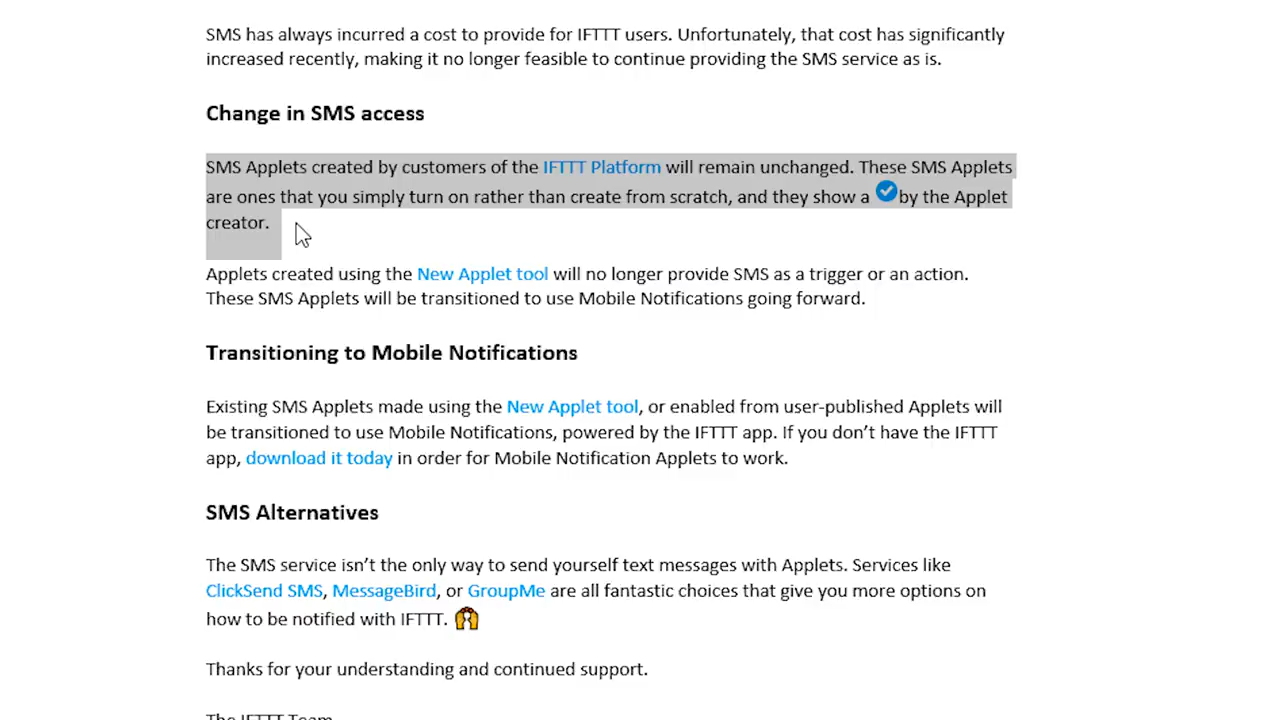 SMS has always incurred a cost to provide for IFTTT users. Unfortunately, that cost has significantly
increased recently, making it no longer feasible to continue providing the SMS service as is.
Change in SMS access
SMS Applets created by customers of the IFTTT Platform will remain unchanged. These SMS Applets
are ones that you simply turn on rather than create from scratch, and they show a by the Applet
creator.
Applets created using the New Applet tool will no longer provide SMS as a trigger or an action.
These SMS Applets will be transitioned to use Mobile Notifications going forward.
Transitioning to Mobile Notifications
Existing SMS Applets made using the New Applet tool, or enabled from user-published Applets will
be transitioned to use Mobile Notifications, powered by the IFTTT app. If you don't have the IFTTT
app, download it today in order for Mobile Notification Applets to work.
SMS Alternatives
The SMS service isn't the only way to send yourself text messages with Applets. Services like
ClickSend SMS, MessageBird, or GroupMe are all fantastic choices that give you more options on
how to be notified with IFTTT.
Thanks for your understanding and continued support.
The IFTTT Team